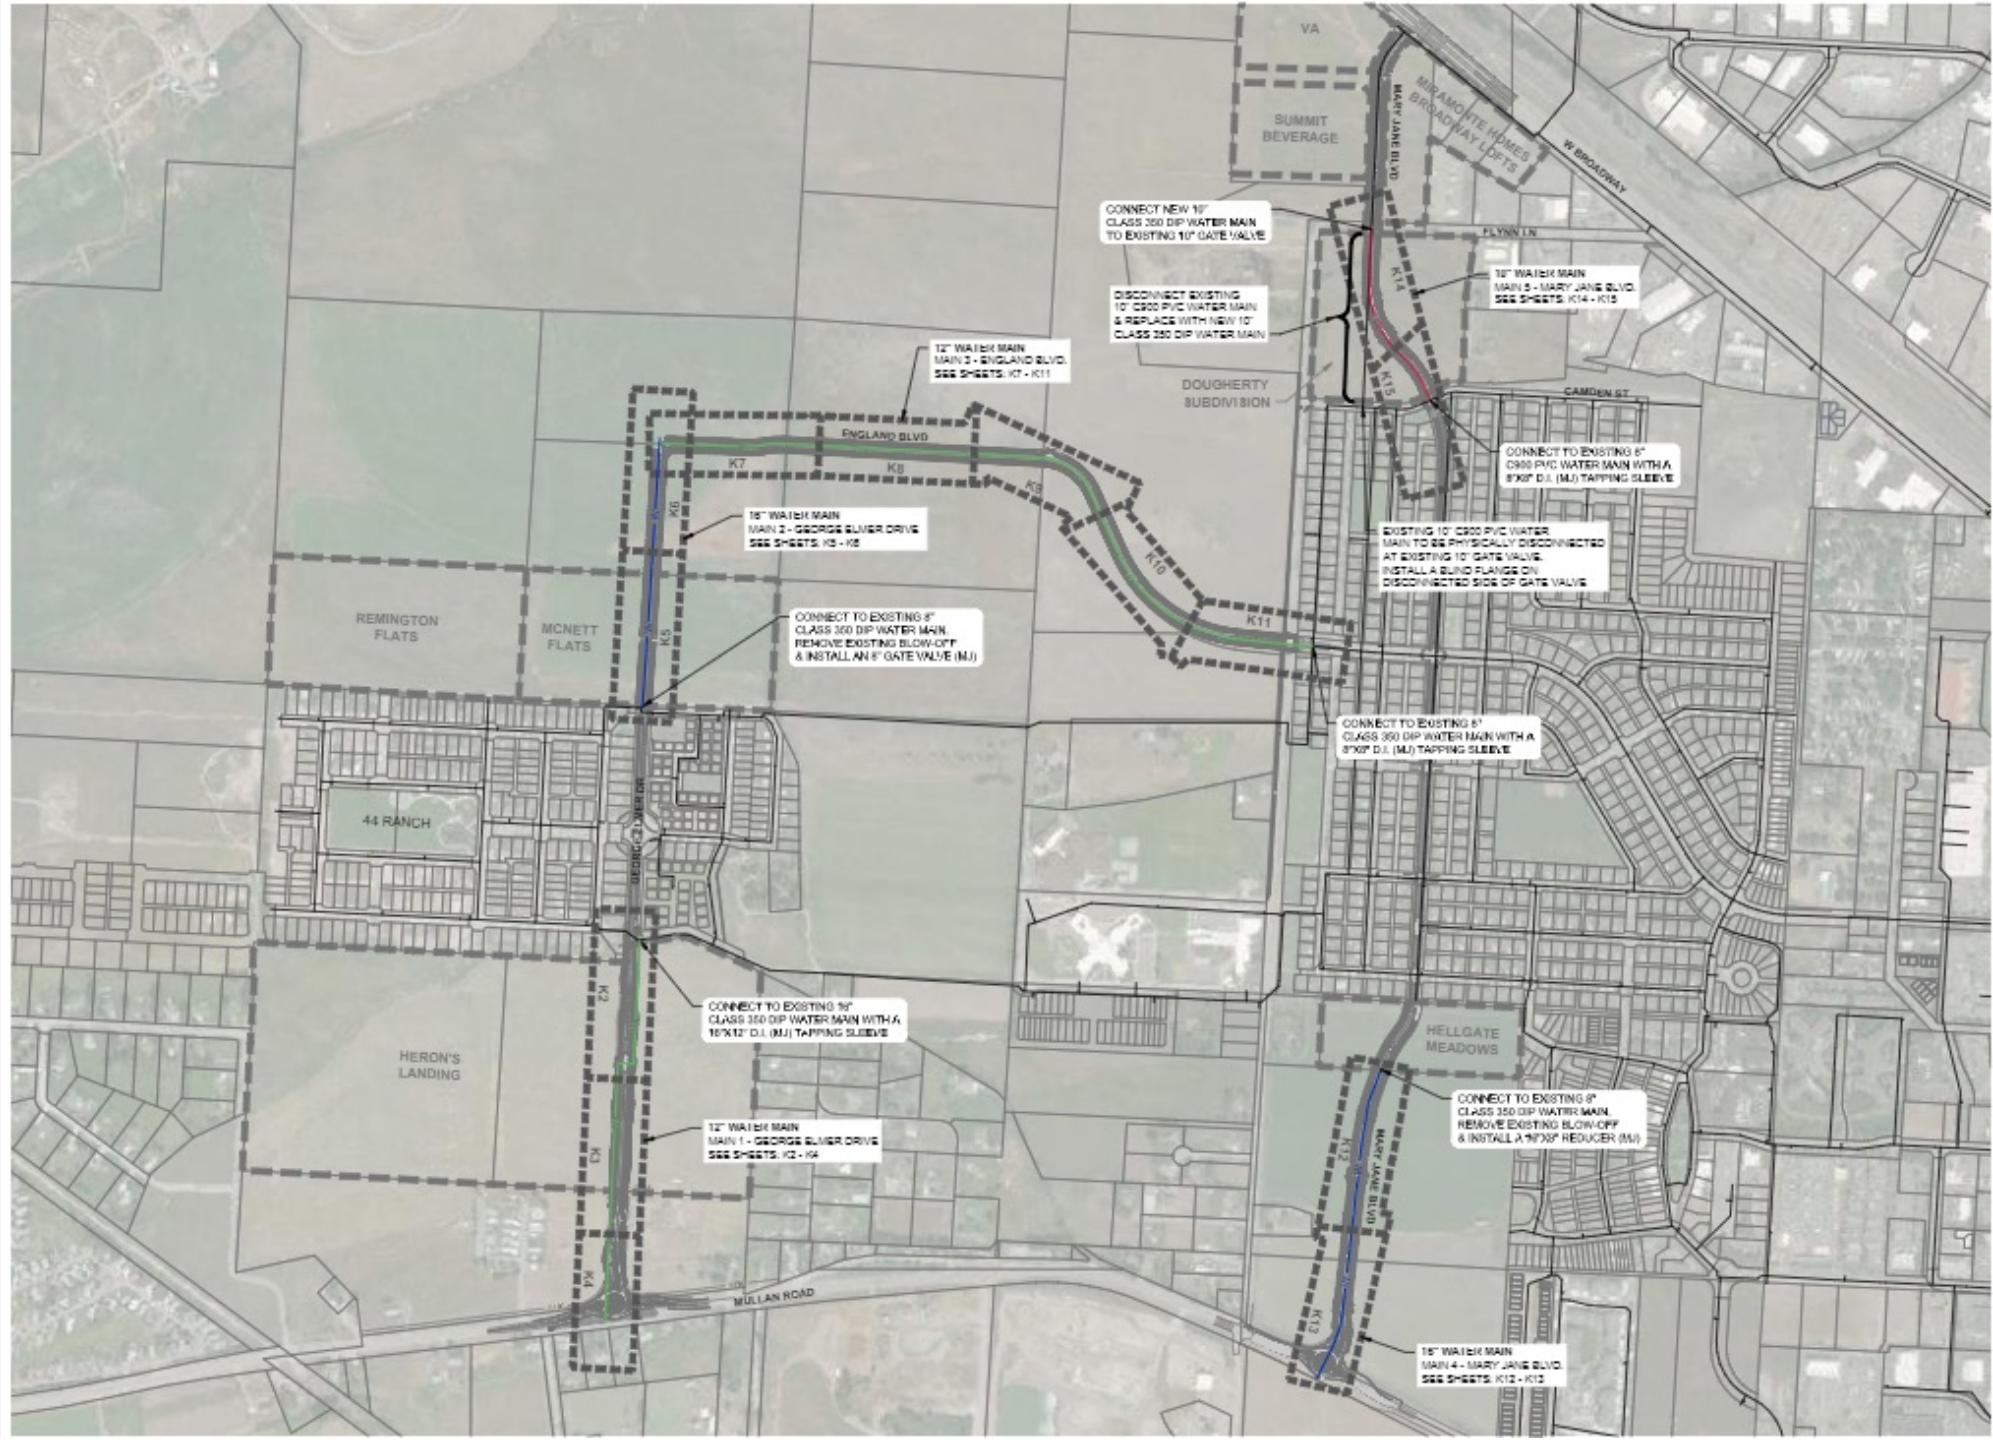 VA
SUMMIT
BEVERAGE
MARY JANE BLVD
MIRAMONTE HOMES
BROADWAY LOFTS
W BROADWAY
CONNECT NEW 10"
CLASS 350 DIP WATER MAIN
TO EXISTING 10" GATE VALVE
FLYNN LN
K14
10" WATER MAIN
MAIN 5 - MARY JANE BLVD.
SEE SHEETS: K14 - K15
DISCONNECT EXISTING
10" C900 PVC WATER MAIN
& REPLACE WITH NEW 10"
CLASS 350 DIP WATER MAIN
K15
DOUGHERTY
SUBDIVISION
CAMDEN ST
12" WATER MAIN
MAIN 3 - ENGLAND BLVD.
SEE SHEETS: K7 - K11
ENGLAND BLVD
K7
K8
K9
K10
K11
CONNECT TO EXISTING 8"
C900 PVC WATER MAIN WITH A
8"X8" D.I. (MJ) TAPPING SLEEVE
K6
16" WATER MAIN
MAIN 2 - GEORGE ELMER DRIVE
SEE SHEETS: K5 - K6
EXISTING 10" C900 PVC WATER
MAIN TO BE PHYSICALLY DISCONNECTED
AT EXISTING 10" GATE VALVE.
INSTALL A BLIND FLANGE ON
DISCONNECTED SIDE OF GATE VALVE
REMINGTON
FLATS
MCNETT
FLATS
K5
CONNECT TO EXISTING 8"
CLASS 350 DIP WATER MAIN.
REMOVE EXISTING BLOW-OFF
& INSTALL AN 8" GATE VALVE (MJ)
CONNECT TO EXISTING 8"
CLASS 350 DIP WATER MAIN WITH A
8"X8" D.I. (MJ) TAPPING SLEEVE
44 RANCH
GEORGE ELMER DR
K2
CONNECT TO EXISTING 16"
CLASS 350 DIP WATER MAIN WITH A
16"X12" D.I. (MJ) TAPPING SLEEVE
HERON'S
LANDING
HELLGATE
MEADOWS
CONNECT TO EXISTING 8"
CLASS 350 DIP WATER MAIN.
REMOVE EXISTING BLOW-OFF
& INSTALL A 16"X8" REDUCER (MJ)
K3
12" WATER MAIN
MAIN 1 - GEORGE ELMER DRIVE
SEE SHEETS: K2 - K4
K12
MARY JANE BLVD
K4
MULLAN ROAD
K13
16" WATER MAIN
MAIN 4 - MARY JANE BLVD.
SEE SHEETS: K12 - K13